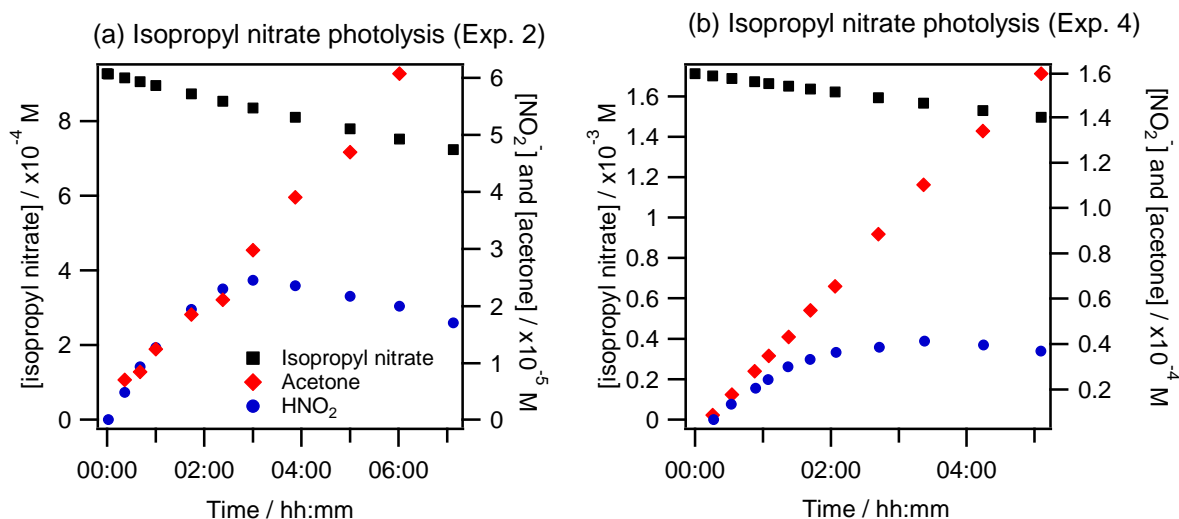 (a) Isopropyl nitrate photolysis (Exp. 2)
[isopropyl nitrate] / x10⁻⁴ M
8
6
4
2
0
6
5
4
3
2
1
0
[NO₂⁻] and [acetone] / x10⁻⁵ M
Isopropyl nitrate
Acetone
HNO₂
00:00 02:00 04:00 06:00
Time / hh:mm
(b) Isopropyl nitrate photolysis (Exp. 4)
[isopropyl nitrate] / x10⁻³ M
1.6
1.4
1.2
1
0.8
0.6
0.4
0.2
0
1.6
1.4
1.2
1.0
0.8
0.6
0.4
0.2
[NO₂⁻] and [acetone] / x10⁻⁴ M
00:00 02:00 04:00
Time / hh:mm